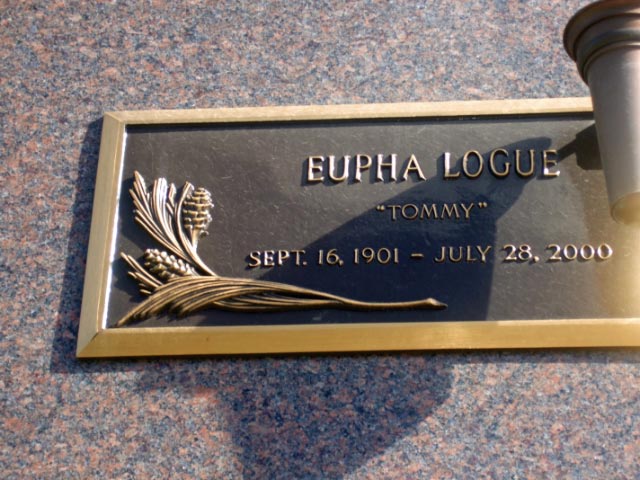 EUPHA LOGUE
"TOMMY"
SEPT. 16, 1901 – JULY 28, 2000